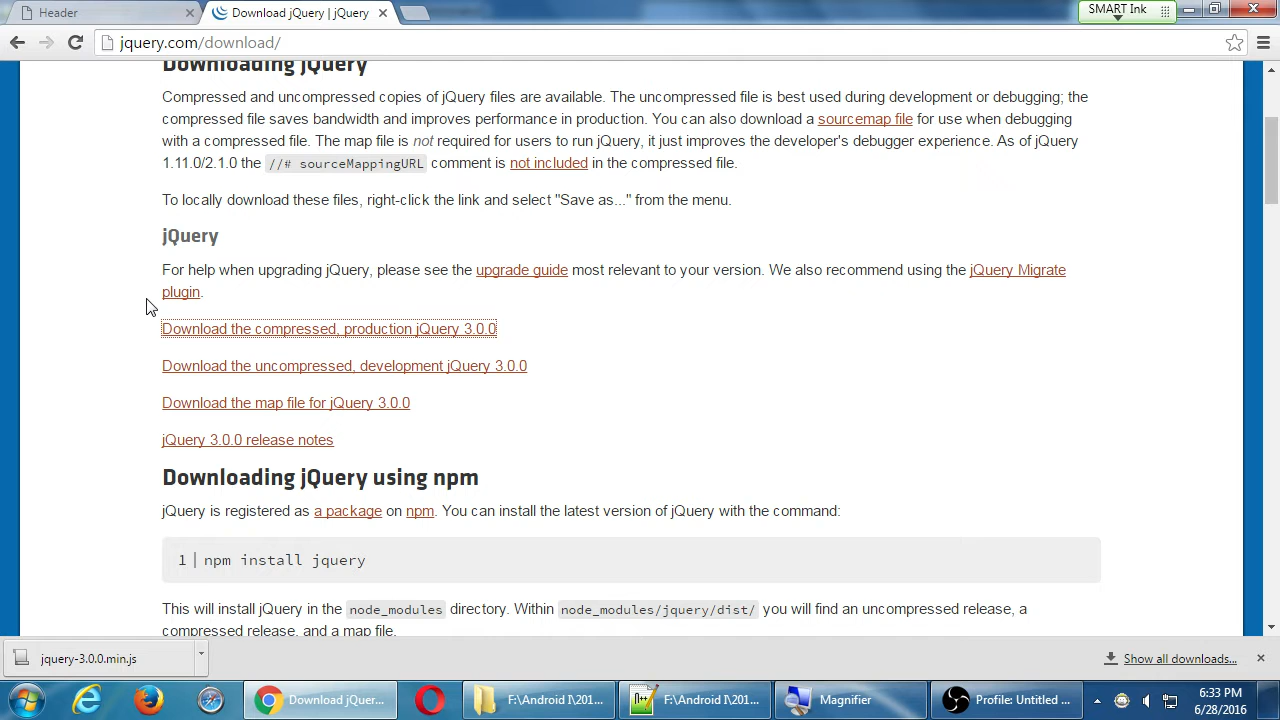 Header
Download jQuery | jQuery
SMART Ink
jquery.com/download/
Downloading jQuery
Compressed and uncompressed copies of jQuery files are available. The uncompressed file is best used during development or debugging; the
compressed file saves bandwidth and improves performance in production. You can also download a sourcemap file for use when debugging
with a compressed file. The map file is not required for users to run jQuery, it just improves the developer's debugger experience. As of jQuery
1.11.0/2.1.0 the //# sourceMappingURL comment is not included in the compressed file.
To locally download these files, right-click the link and select "Save as..." from the menu.
jQuery
For help when upgrading jQuery, please see the upgrade guide most relevant to your version. We also recommend using the jQuery Migrate
plugin.
Download the compressed, production jQuery 3.0.0
Download the uncompressed, development jQuery 3.0.0
Download the map file for jQuery 3.0.0
jQuery 3.0.0 release notes
Downloading jQuery using npm
jQuery is registered as a package on npm. You can install the latest version of jQuery with the command:
1 npm install jquery
This will install jQuery in the node_modules directory. Within node_modules/jquery/dist/ you will find an uncompressed release, a
compressed release, and a map file.
jquery-3.0.0.min.js
Show all downloads...
Download jQuer...
F:\Android I\201...
F:\Android I\201...
Magnifier
Profile: Untitled ...
6:33 PM
6/28/2016